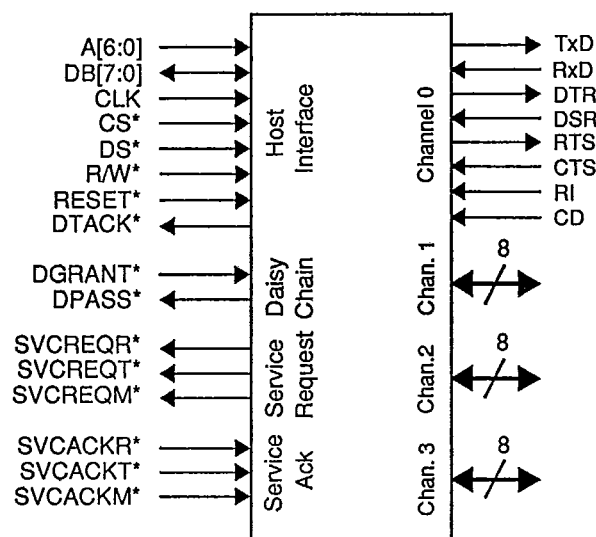 A[6:0]
DB[7:0]
CLK
CS*
DS*
R/W*
RESET*
DTACK*
DGRANT*
DPASS*
SVCREQR*
SVCREQT*
SVCREQM*
SVCACKR*
SVCACKT*
SVCACKM*
Host
Interface
Daisy
Chain
Service
Request
Service
Ack
Channel 0
Chan. 1
Chan.2
Chan. 3
TxD
RxD
DTR
DSR
RTS
CTS
RI
CD
8
8
8